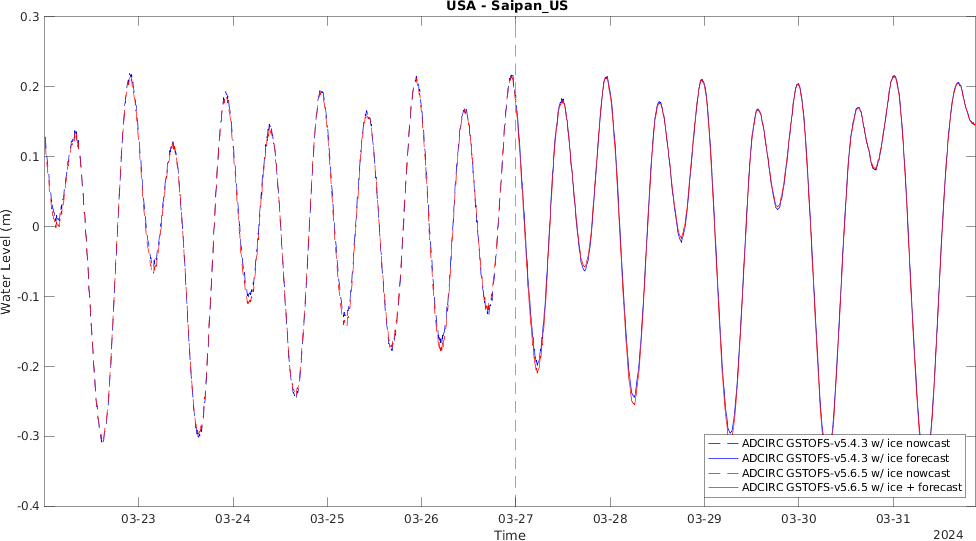 USA - Saipan_US
0.3
0.2
0.1
0
-0.1
-0.2
-0.3
-0.4
Water Level (m)
ADCIRC GSTOFS-v5.4.3 w/ ice nowcast
ADCIRC GSTOFS-v5.4.3 w/ ice forecast
ADCIRC GSTOFS-v5.6.5 w/ ice nowcast
ADCIRC GSTOFS-v5.6.5 w/ ice + forecast
03-23 03-24 03-25 03-26 03-27 03-28 03-29 03-30 03-31
Time
2024